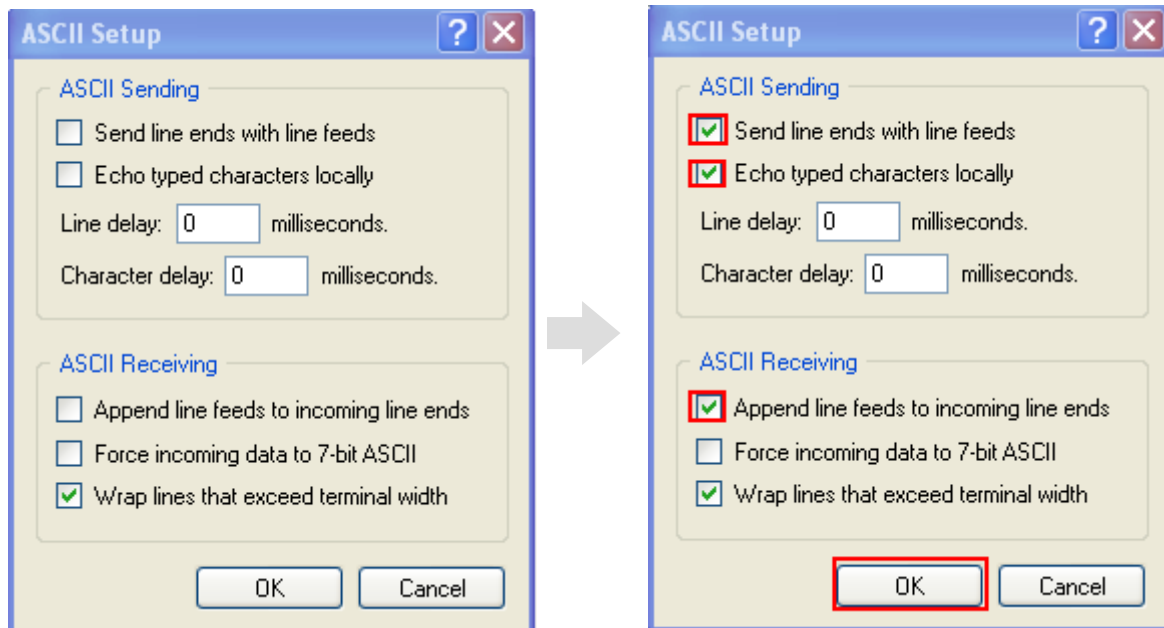 ASCII Setup
ASCII Sending
Send line ends with line feeds
Echo typed characters locally
Line delay: 0 milliseconds.
Character delay: 0 milliseconds.
ASCII Receiving
Append line feeds to incoming line ends
Force incoming data to 7-bit ASCII
Wrap lines that exceed terminal width
OK Cancel
ASCII Setup
ASCII Sending
Send line ends with line feeds
Echo typed characters locally
Line delay: 0 milliseconds.
Character delay: 0 milliseconds.
ASCII Receiving
Append line feeds to incoming line ends
Force incoming data to 7-bit ASCII
Wrap lines that exceed terminal width
OK Cancel